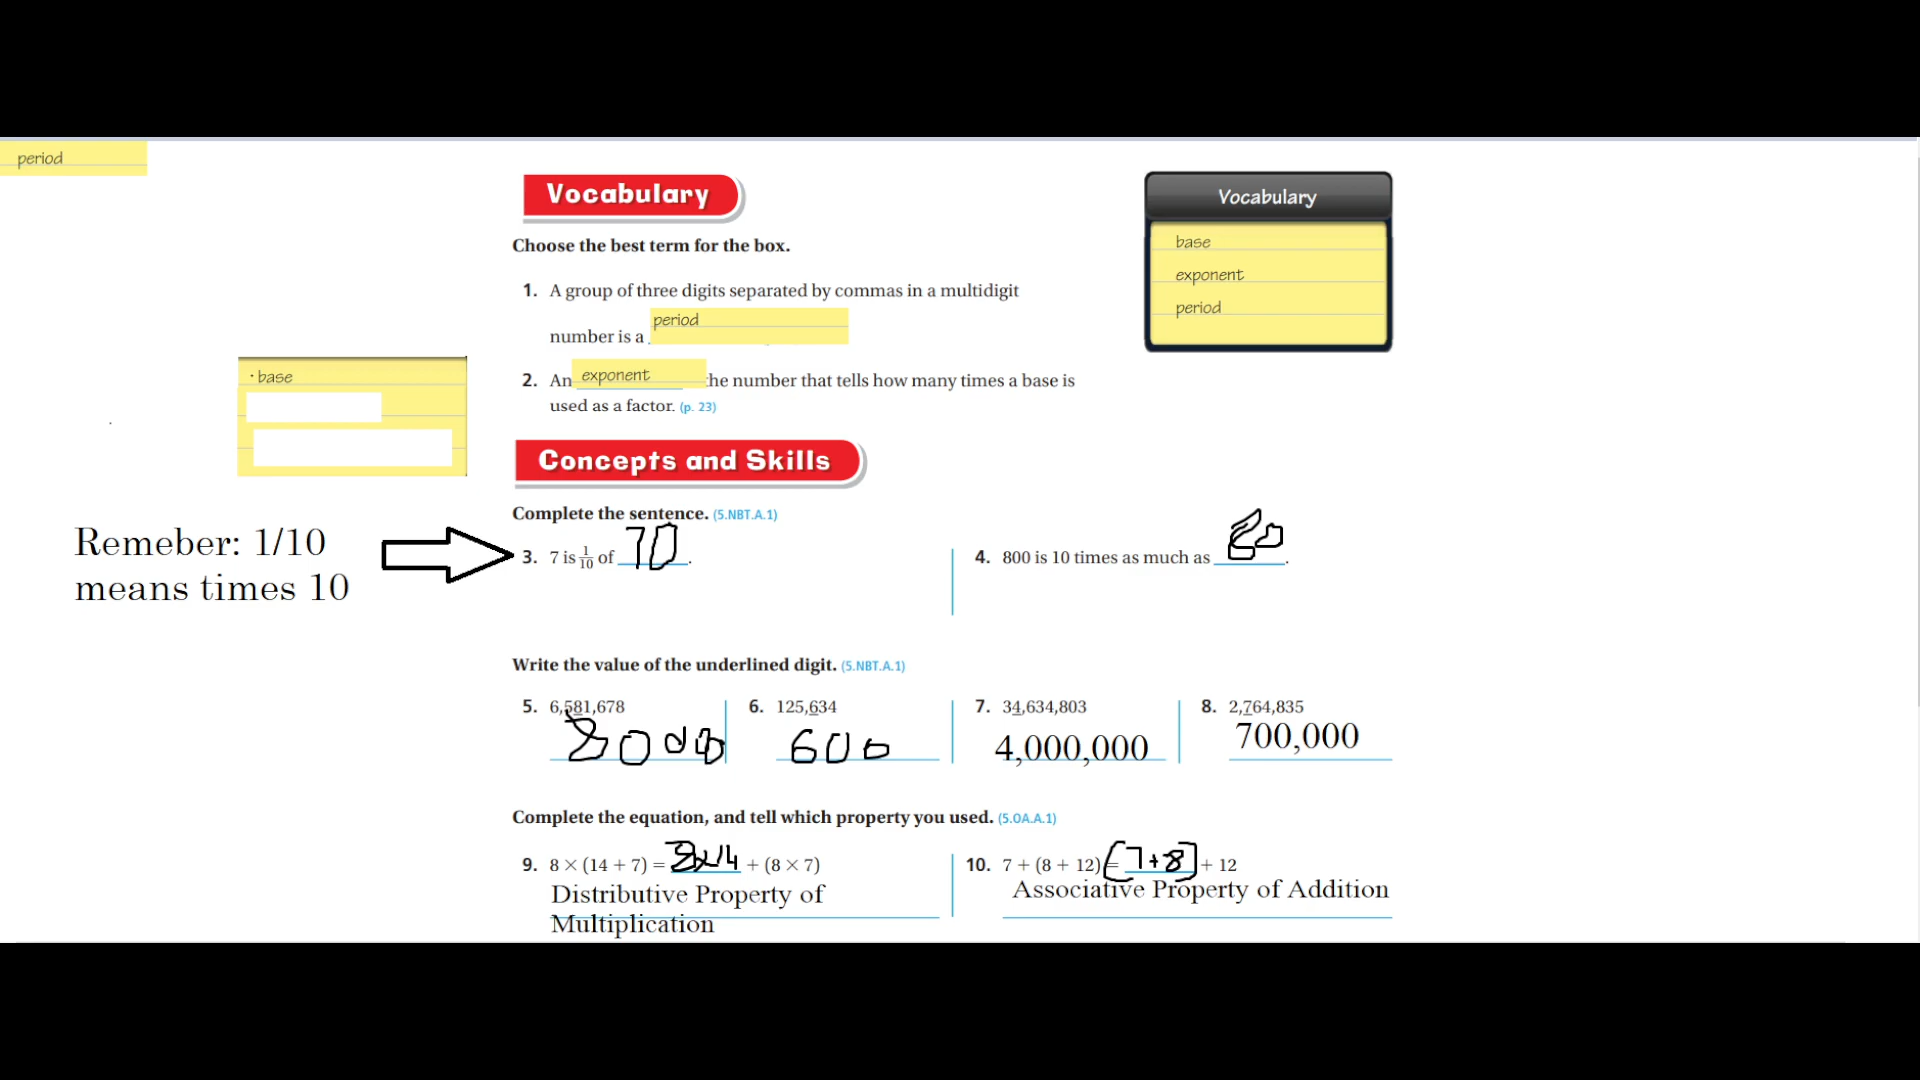 period
Vocabulary
Vocabulary
base
exponent
period
Choose the best term for the box.
1. A group of three digits separated by commas in a multidigit
number is a period
· base
2. An exponent the number that tells how many times a base is
used as a factor. (p. 23)
Concepts and Skills
Complete the sentence. (5.NBT.A.1)
Remeber: 1/10
means times 10
3. 7 is 1/10 of 70.
4. 800 is 10 times as much as 80.
Write the value of the underlined digit. (5.NBT.A.1)
5. 6,581,678
6. 125,634
7. 34,634,803
8. 2,764,835
80000
600
4,000,000
700,000
Complete the equation, and tell which property you used. (5.OA.A.1)
9. 8 × (14 + 7) = 8x14 + (8 × 7)
Distributive Property of
Multiplication
10. 7 + (8 + 12) = (7+8) + 12
Associative Property of Addition